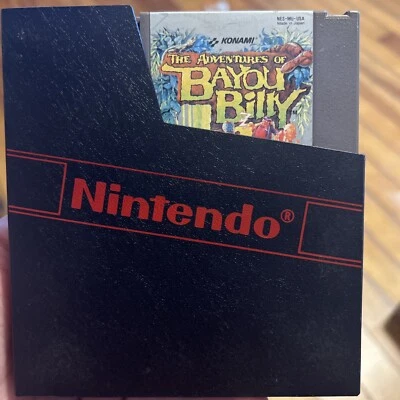 NES-MU-USA
KONAMI
THE ADVENTURES OF
BAYOU
BILLY
Nintendo®